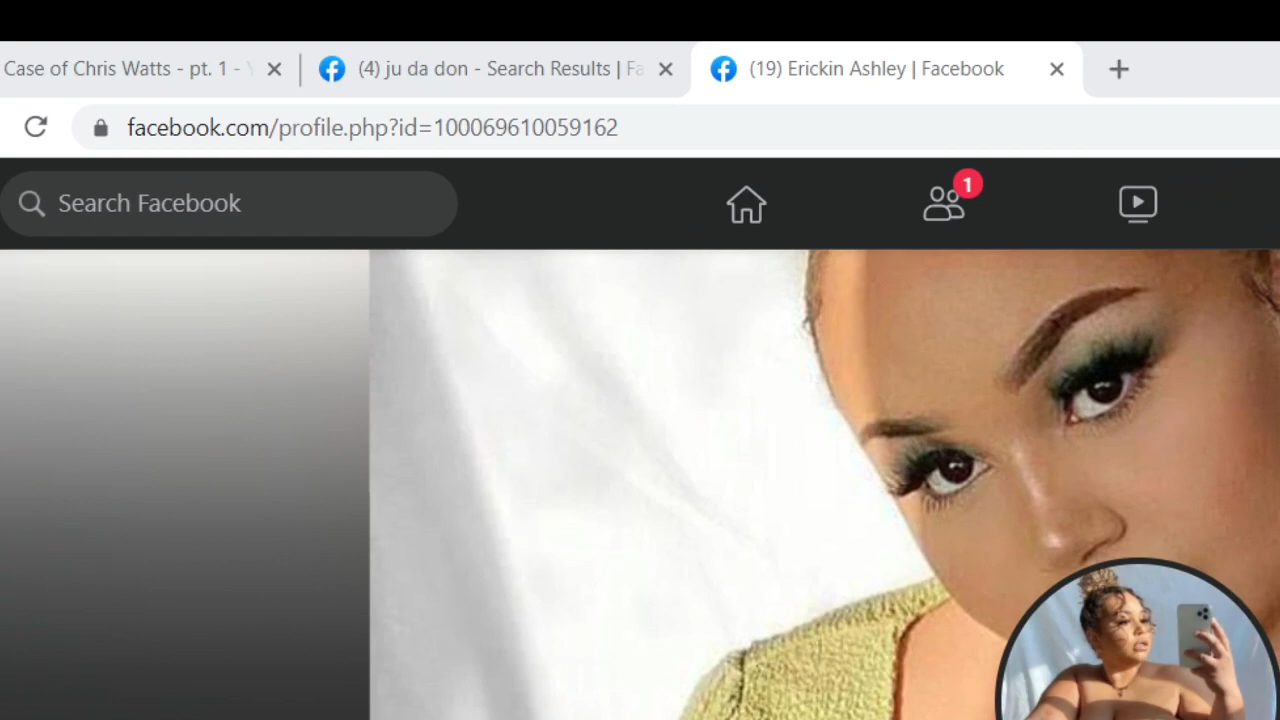 Case of Chris Watts - pt. 1 -
(4) ju da don - Search Results |
(19) Erickin Ashley | Facebook
facebook.com/profile.php?id=100069610059162
Search Facebook
1